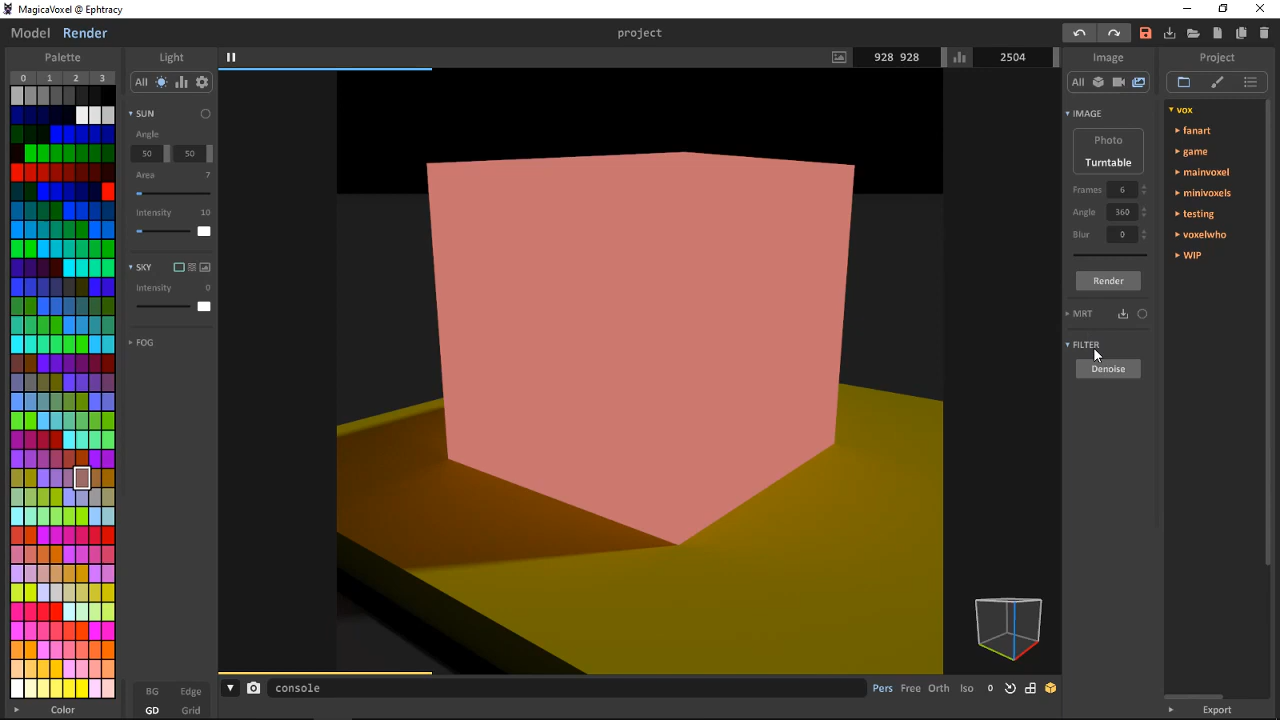 MagicaVoxel @ Ephtracy
Model Render
project
Palette
Light
928 928
2504
Image
Project
0 1 2 3
All
All
SUN
Angle
50 50
Area 7
Intensity 10
SKY
Intensity 0
FOG
IMAGE
Photo
Turntable
Frames 6
Angle 360
Blur 0
Render
MRT
FILTER
Denoise
vox
fanart
game
mainvoxel
minivoxels
testing
voxelwho
WIP
BG Edge
GD Grid
console
Pers Free Orth Iso 0
Color
Export